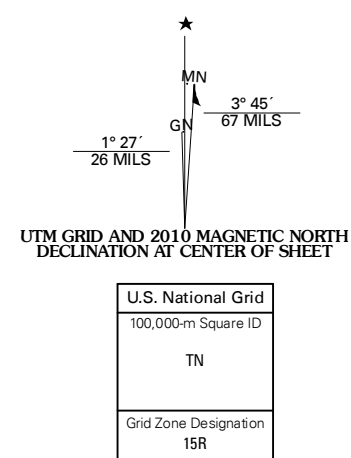 ★
MN
GN
3° 45´
67 MILS
1° 27´
26 MILS
UTM GRID AND 2010 MAGNETIC NORTH
DECLINATION AT CENTER OF SHEET
U.S. National Grid
100,000-m Square ID
TN
Grid Zone Designation
15R